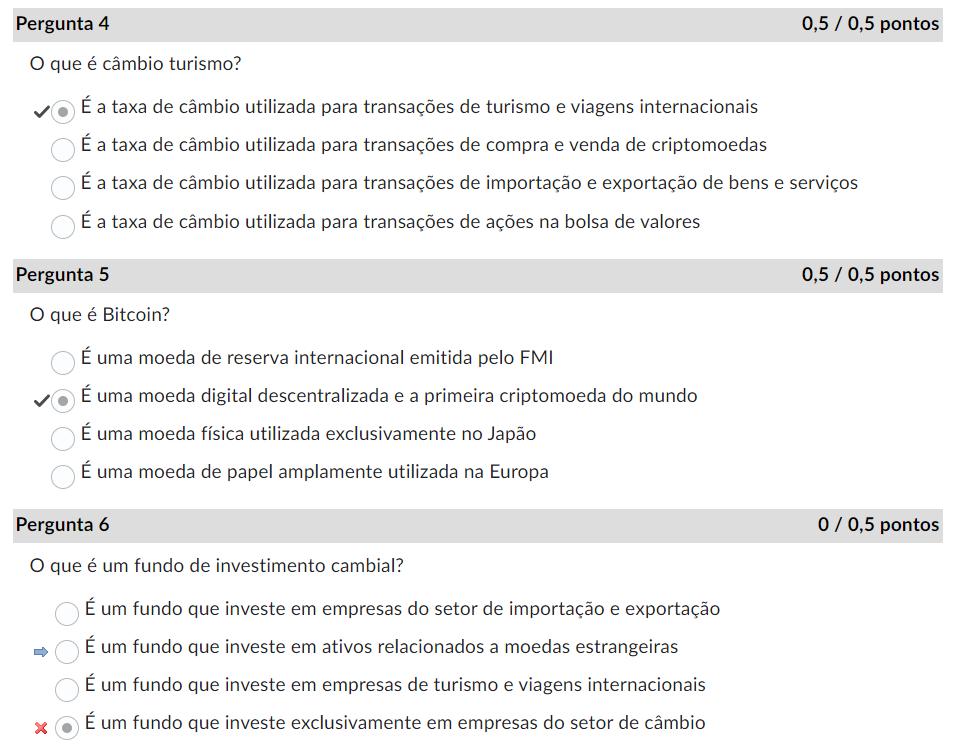 Pergunta 4 0,5 / 0,5 pontos
O que é câmbio turismo?
É a taxa de câmbio utilizada para transações de turismo e viagens internacionais
É a taxa de câmbio utilizada para transações de compra e venda de criptomoedas
É a taxa de câmbio utilizada para transações de importação e exportação de bens e serviços
É a taxa de câmbio utilizada para transações de ações na bolsa de valores
Pergunta 5 0,5 / 0,5 pontos
O que é Bitcoin?
É uma moeda de reserva internacional emitida pelo FMI
É uma moeda digital descentralizada e a primeira criptomoeda do mundo
É uma moeda física utilizada exclusivamente no Japão
É uma moeda de papel amplamente utilizada na Europa
Pergunta 6 0 / 0,5 pontos
O que é um fundo de investimento cambial?
É um fundo que investe em empresas do setor de importação e exportação
É um fundo que investe em ativos relacionados a moedas estrangeiras
É um fundo que investe em empresas de turismo e viagens internacionais
É um fundo que investe exclusivamente em empresas do setor de câmbio